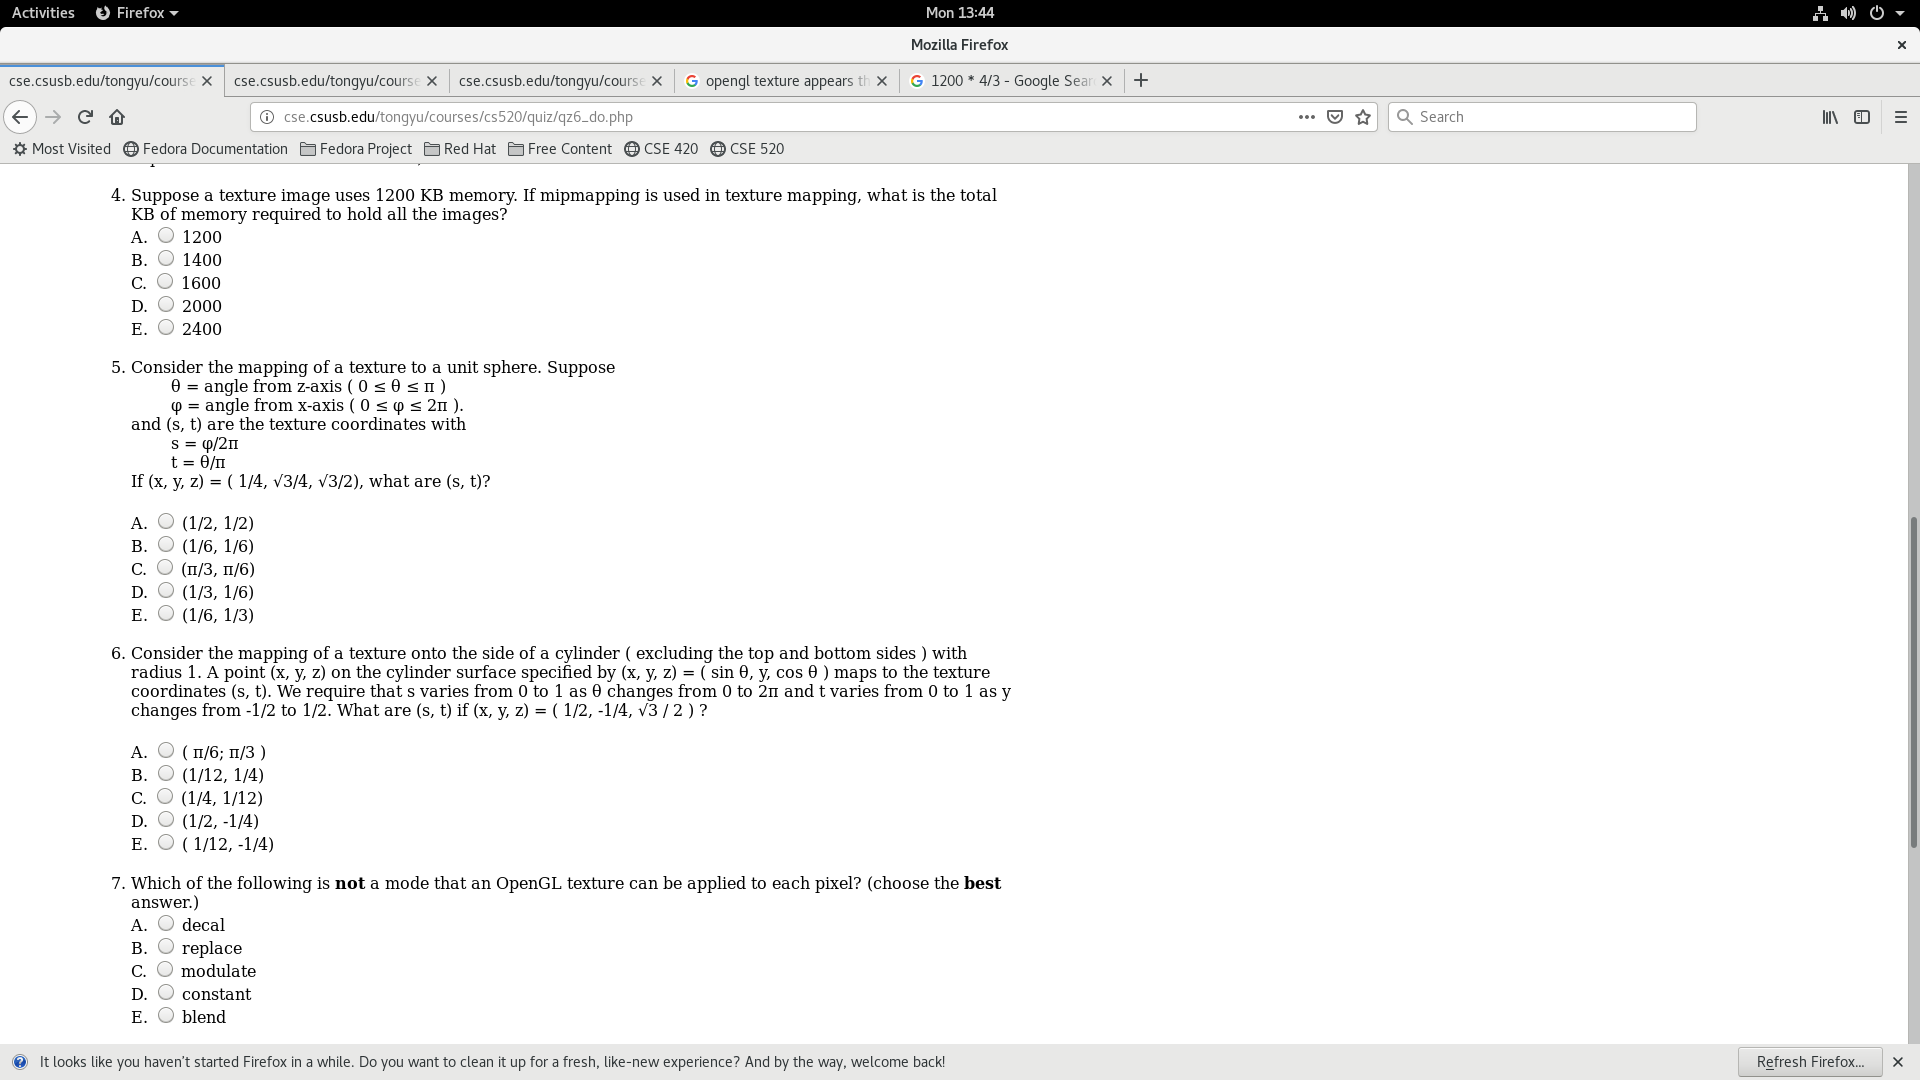 Activities Firefox Mon 13:44
Mozilla Firefox
cse.csusb.edu/tongyu/course cse.csusb.edu/tongyu/course cse.csusb.edu/tongyu/course opengl texture appears th 1200 * 4/3 - Google Sear
cse.csusb.edu/tongyu/courses/cs520/quiz/qz6_do.php Search
Most Visited Fedora Documentation Fedora Project Red Hat Free Content CSE 420 CSE 520
4. Suppose a texture image uses 1200 KB memory. If mipmapping is used in texture mapping, what is the total
KB of memory required to hold all the images?
A. 1200
B. 1400
C. 1600
D. 2000
E. 2400
5. Consider the mapping of a texture to a unit sphere. Suppose
θ = angle from z-axis ( 0 ≤ θ ≤ π )
φ = angle from x-axis ( 0 ≤ φ ≤ 2π ).
and (s, t) are the texture coordinates with
s = φ/2π
t = θ/π
If (x, y, z) = ( 1/4, √3/4, √3/2), what are (s, t)?
A. (1/2, 1/2)
B. (1/6, 1/6)
C. (π/3, π/6)
D. (1/3, 1/6)
E. (1/6, 1/3)
6. Consider the mapping of a texture onto the side of a cylinder ( excluding the top and bottom sides ) with
radius 1. A point (x, y, z) on the cylinder surface specified by (x, y, z) = ( sin θ, y, cos θ ) maps to the texture
coordinates (s, t). We require that s varies from 0 to 1 as θ changes from 0 to 2π and t varies from 0 to 1 as y
changes from -1/2 to 1/2. What are (s, t) if (x, y, z) = ( 1/2, -1/4, √3 / 2 ) ?
A. ( π/6; π/3 )
B. (1/12, 1/4)
C. (1/4, 1/12)
D. (1/2, -1/4)
E. ( 1/12, -1/4)
7. Which of the following is not a mode that an OpenGL texture can be applied to each pixel? (choose the best
answer.)
A. decal
B. replace
C. modulate
D. constant
E. blend
It looks like you haven't started Firefox in a while. Do you want to clean it up for a fresh, like-new experience? And by the way, welcome back! Refresh Firefox...